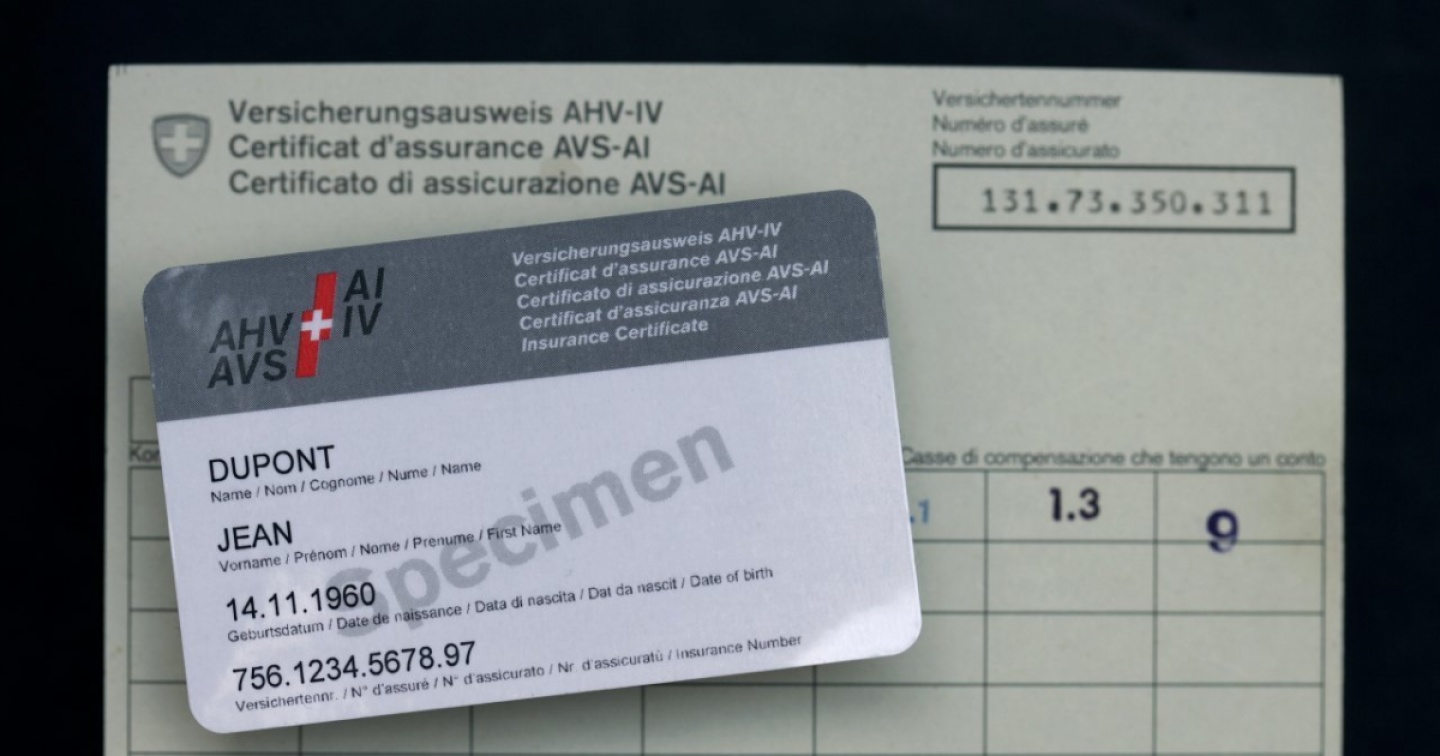 Versicherungsausweis AHV-IV
Certificat d'assurance AVS-AI
Certificato di assicurazione AVS-AI
Versichertennummer
Numéro d'assuré
Numero d'assicurato
131.73.350.311
AHV AI
AVS IV
Versicherungsausweis AHV-IV
Certificat d'assurance AVS-AI
Certificato di assicurazione AVS-AI
Certificat d'assicuranza AVS-AI
Insurance Certificate
DUPONT
Name / Nom / Cognome / Nume / Name
JEAN
Vorname / Prénom / Nome / Prenume / First Name
14.11.1960
Geburtsdatum / Date de naissance / Data di nascita / Dat da nascit / Date of birth
756.1234.5678.97
Versichertennr. / N° d'assuré / N° d'assicurato / Nr. d'assicuratù / Insurance Number
Specimen
Casse di compensazione che tengono un conto
.1
1.3
9